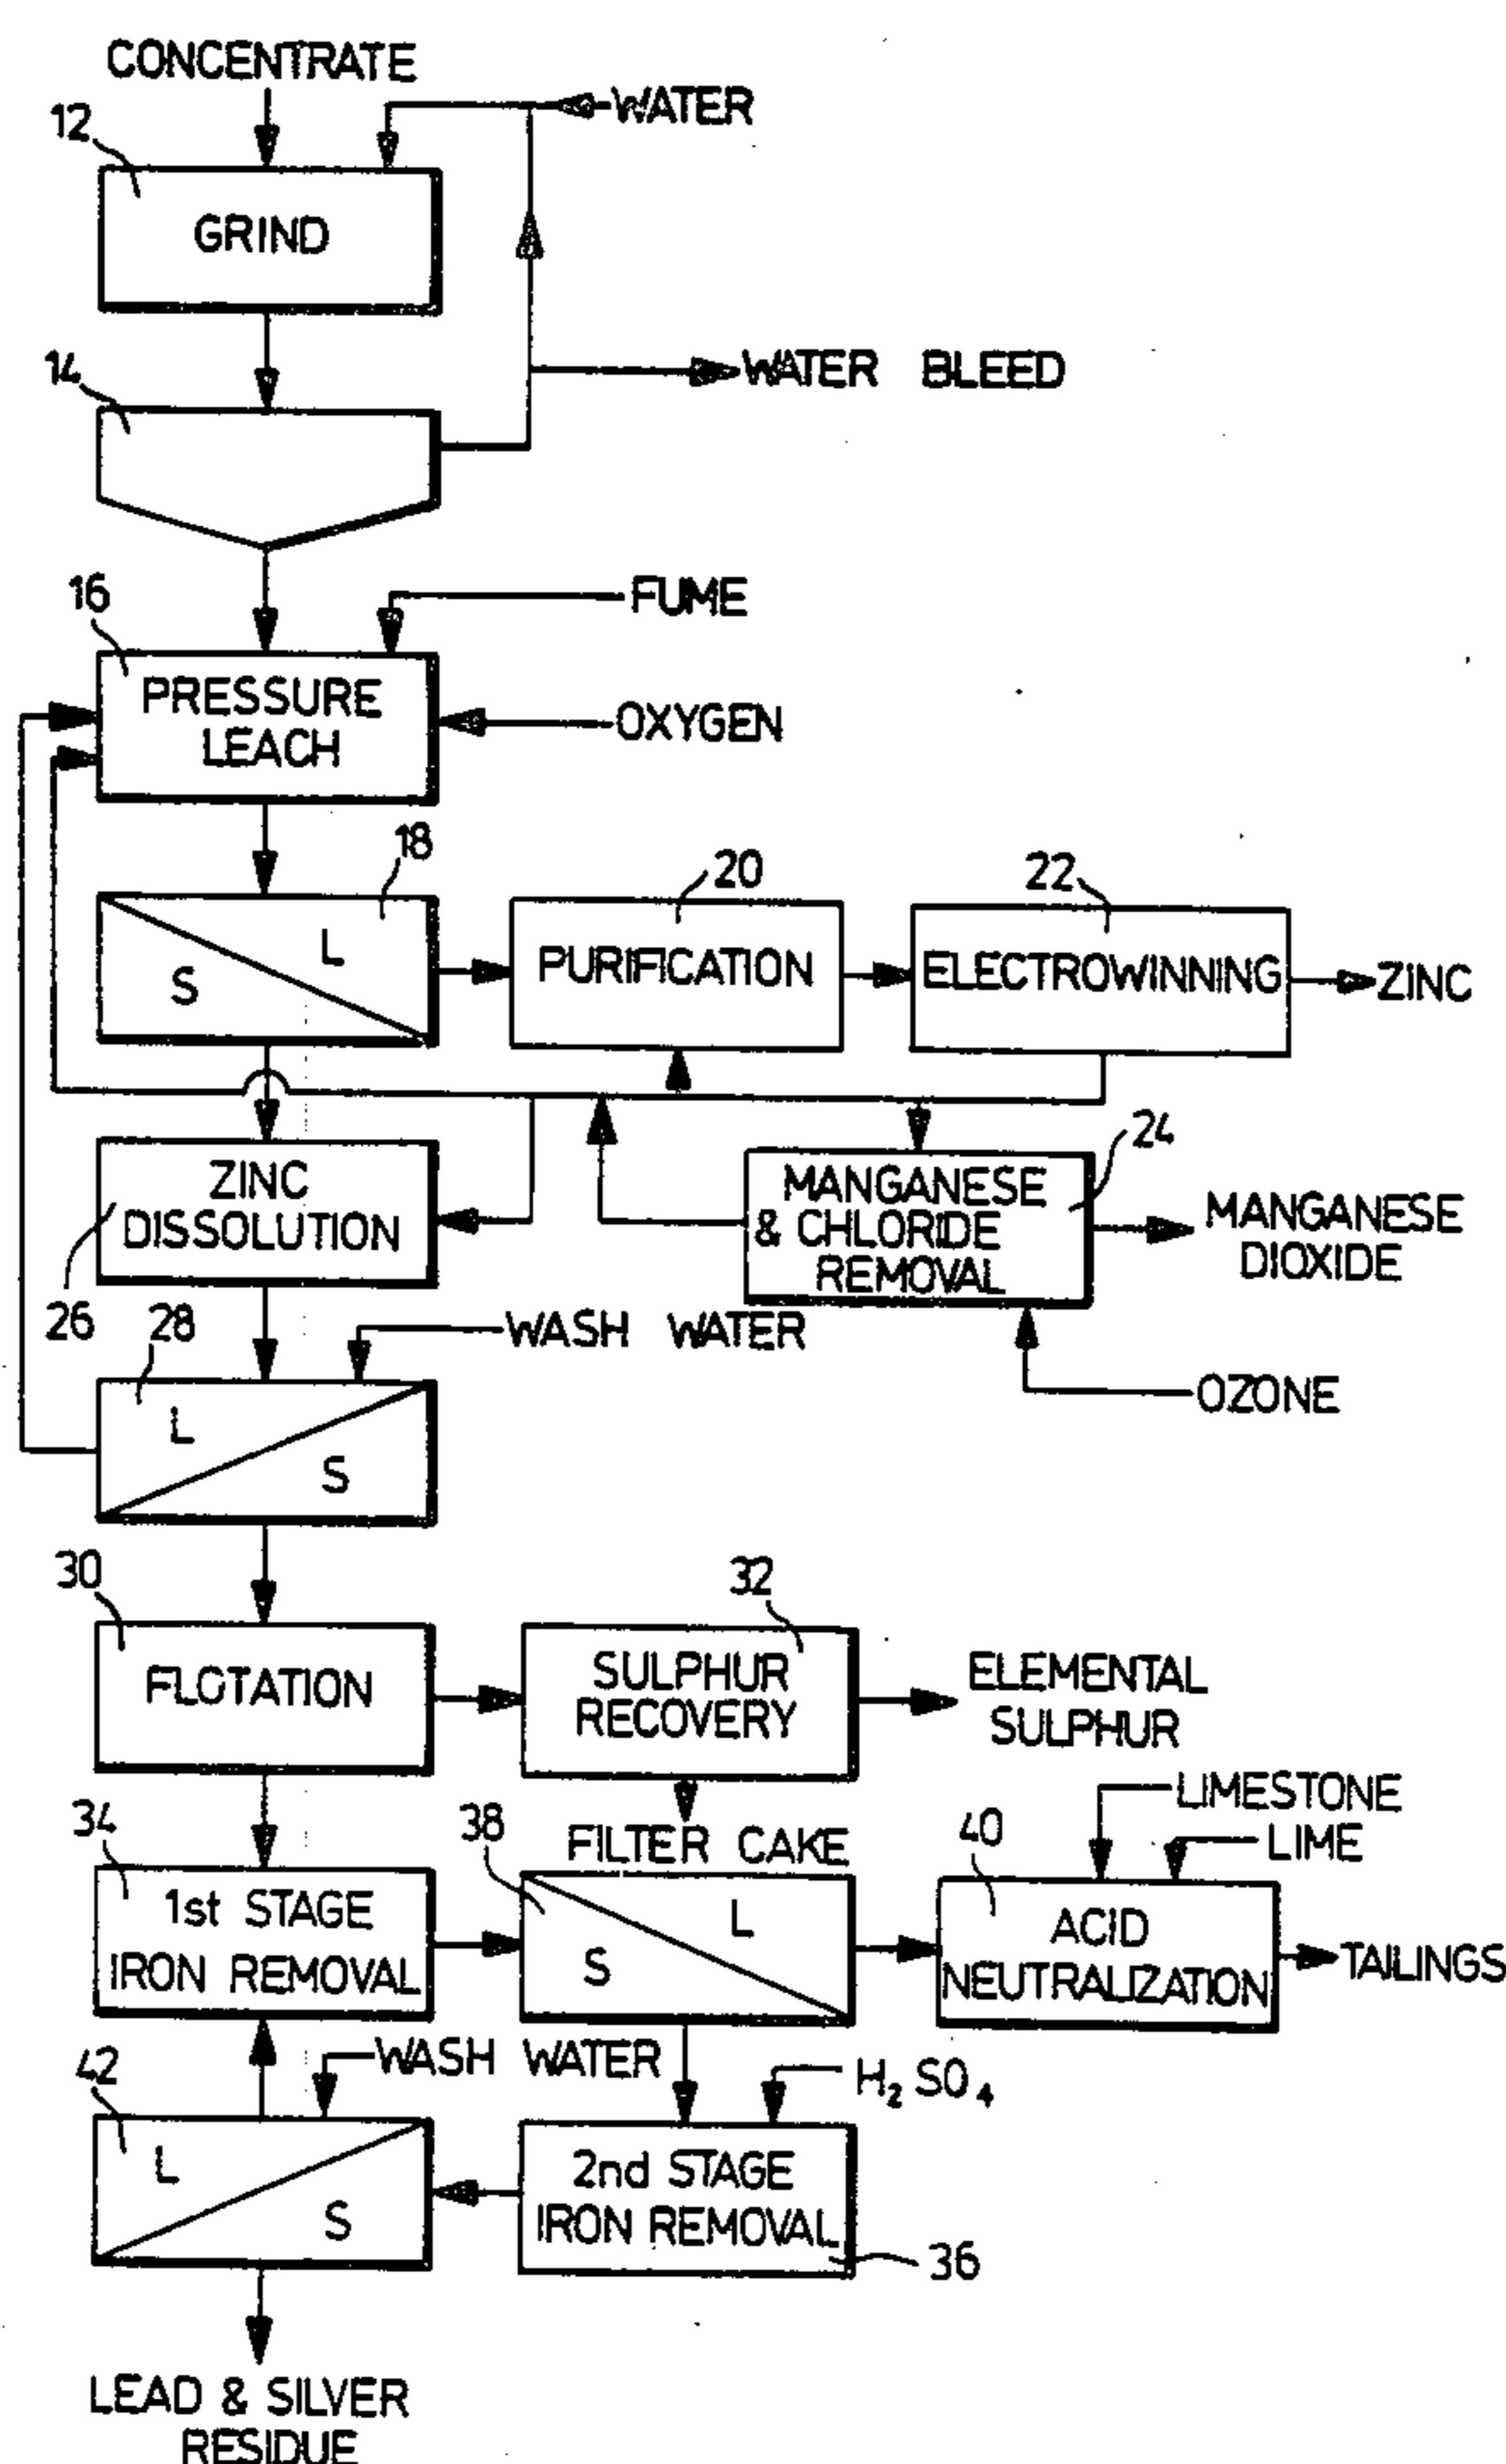 CONCENTRATE
WATER
12
GRIND
14
WATER BLEED
16
FUME
PRESSURE
LEACH
OXYGEN
18
20
22
L
S
PURIFICATION
ELECTROWINNING
ZINC
24
ZINC
DISSOLUTION
MANGANESE
& CHLORIDE
REMOVAL
MANGANESE
DIOXIDE
26
28
WASH WATER
OZONE
L
S
30
32
FLOTATION
SULPHUR
RECOVERY
ELEMENTAL
SULPHUR
34
38
FILTER CAKE
40
LIMESTONE
LIME
1st STAGE
IRON REMOVAL
L
S
ACID
NEUTRALIZATION
TAILINGS
42
WASH WATER
H₂SO₄
L
S
2nd STAGE
IRON REMOVAL
36
LEAD & SILVER
RESIDUE